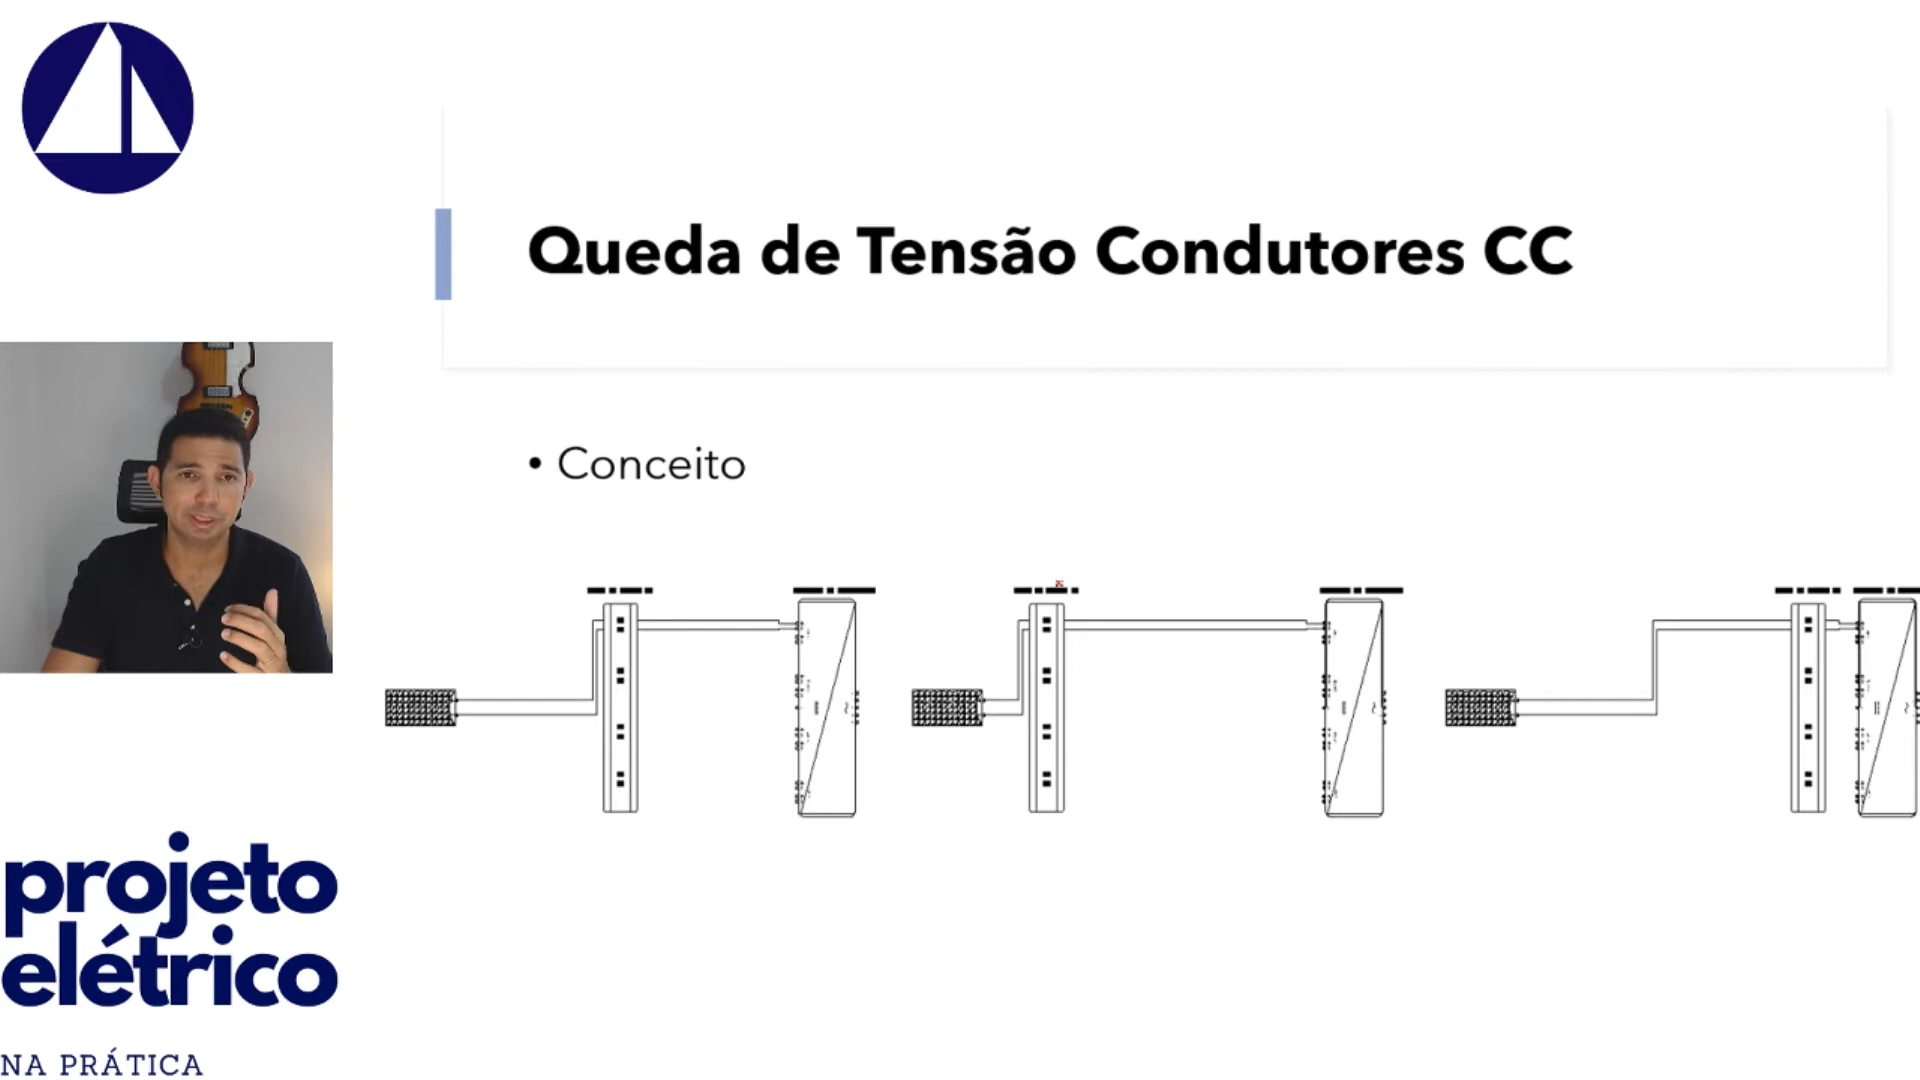 Queda de Tensão Condutores CC
• Conceito
projeto
elétrico
NA PRÁTICA